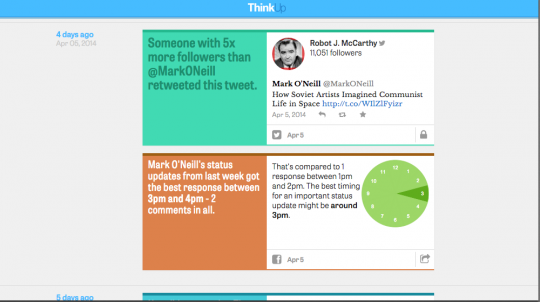 ThinkUp
4 days ago
Apr 05, 2014
Someone with 5x
more followers than
@MarkONeill
retweeted this tweet.
Robot J. McCarthy
11,051 followers
Mark O'Neill @MarkONeill
How Soviet Artists Imagined Communist
Life in Space http://t.co/WIlZlFyizr
Apr 5, 2014
Apr 5
Mark O'Neill's status
updates from last week got
the best response between
3pm and 4pm - 2
comments in all.
That's compared to 1
response between 1pm
and 2pm. The best timing
for an important status
update might be around
3pm.
12
1
2
3
4
5
6
7
8
9
10
11
Apr 5
5 days ago